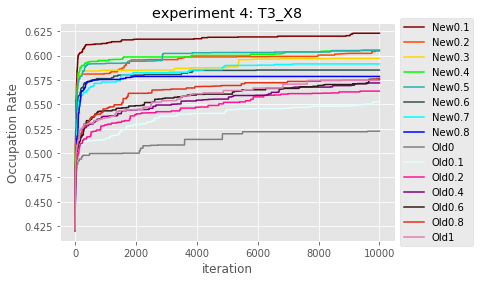 experiment 4: T3_X8
Occupation Rate
0.625
0.600
0.575
0.550
0.525
0.500
0.475
0.450
0.425
0
2000
4000
6000
8000
10000
iteration
New0.1
New0.2
New0.3
New0.4
New0.5
New0.6
New0.7
New0.8
Old0
Old0.1
Old0.2
Old0.4
Old0.6
Old0.8
Old1